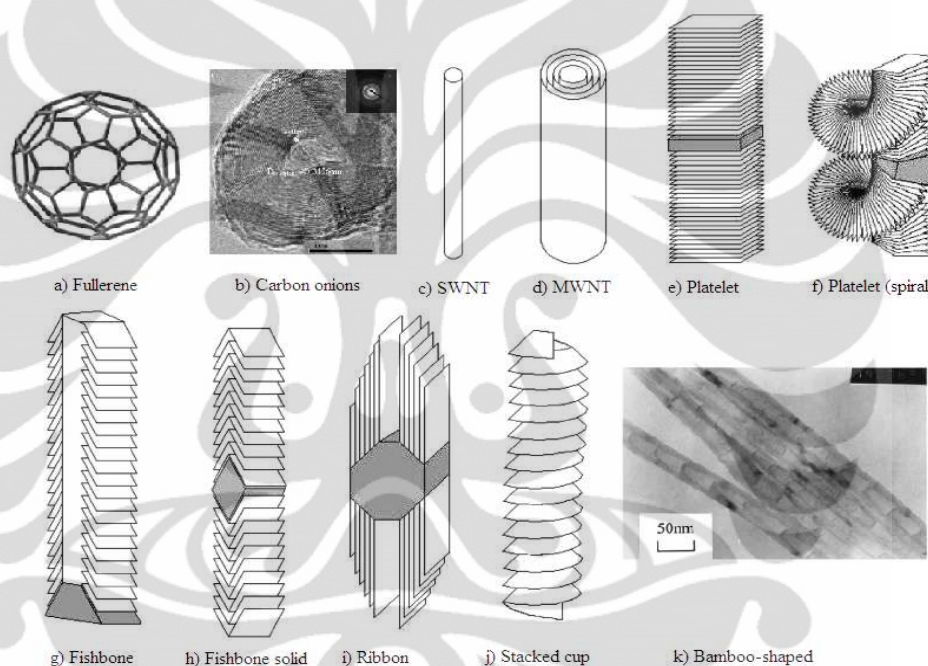 a) Fullerene
b) Carbon onions
c) SWNT
d) MWNT
e) Platelet
f) Platelet (spiral
50nm
g) Fishbone
h) Fishbone solid
i) Ribbon
j) Stacked cup
k) Bamboo-shaped